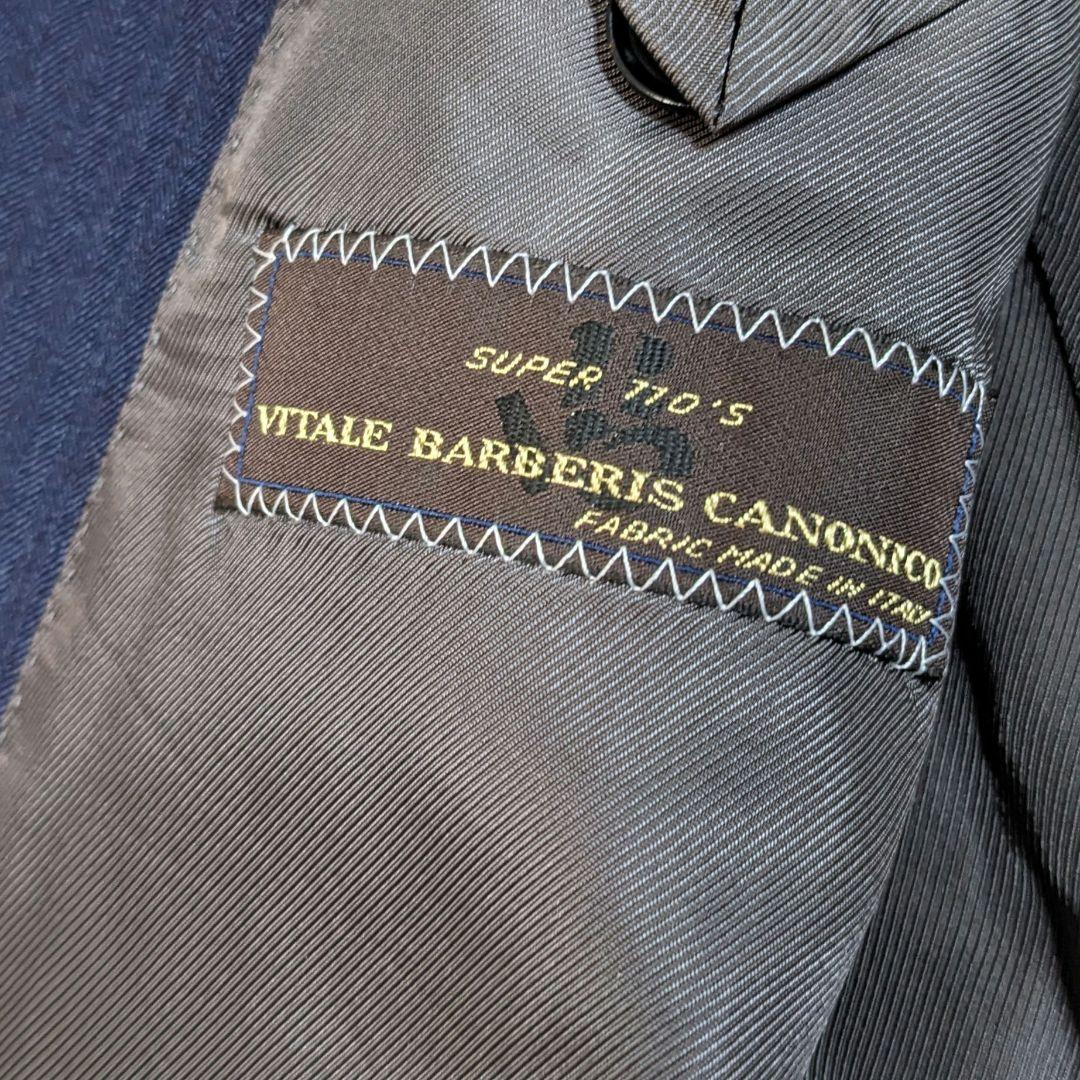 SUPER 110'S
VITALE BARBERIS CANONICO
FABRIC MADE IN ITALY